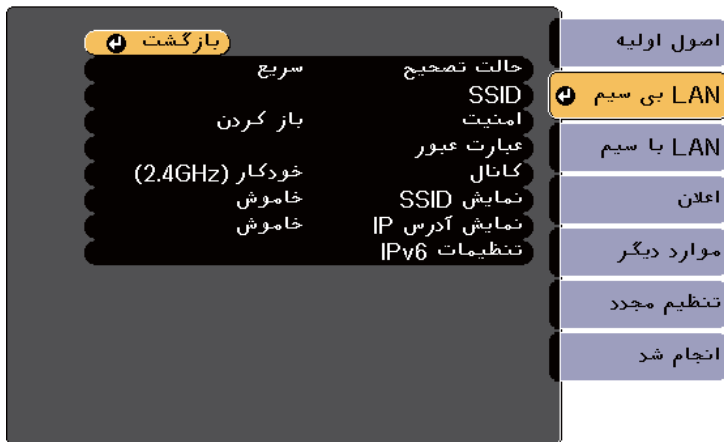 اصول اولیه
LAN بی سیم
LAN با سیم
اعلان
موارد دیگر
تنظیم مجدد
انجام شد
بازگشت
حالت تصحیح سریع
SSID
امنیت باز کردن
عبارت عبور
کانال خودکار (2.4GHz)
نمایش SSID خاموش
نمایش آدرس IP خاموش
تنظیمات IPv6